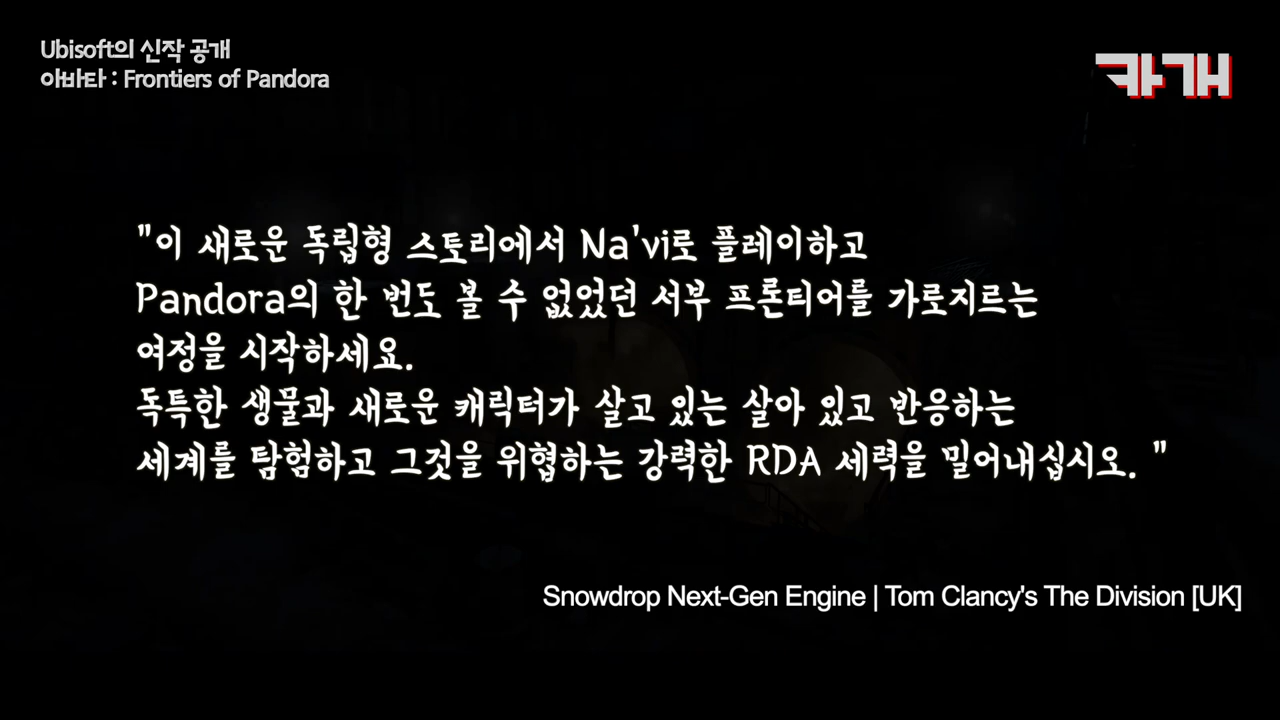 Ubisoft의 신작 공개
아바타 : Frontiers of Pandora
카개
"이 새로운 독립형 스토리에서 Na'vi로 플레이하고
Pandora의 한 번도 볼 수 없었던 서부 프론티어를 가로지르는
여정을 시작하세요.
독특한 생물과 새로운 캐릭터가 살고 있는 살아 있고 반응하는
세계를 탐험하고 그것을 위협하는 강력한 RDA 세력을 밀어내십시오. "
Snowdrop Next-Gen Engine | Tom Clancy's The Division [UK]